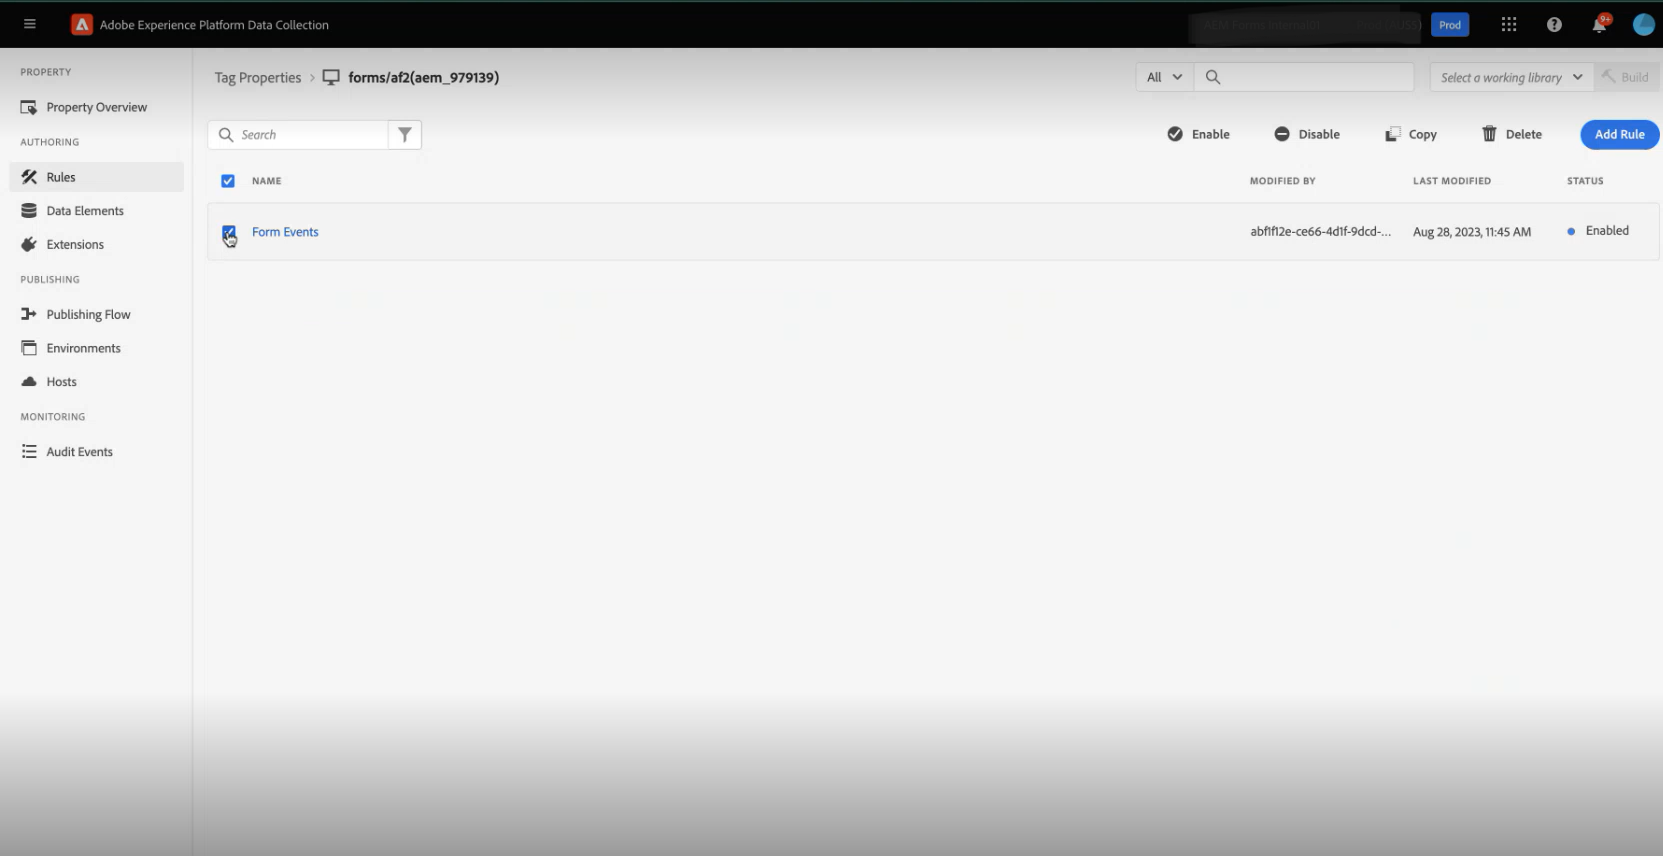 Adobe Experience Platform Data Collection
Prod
9+
PROPERTY
Property Overview
AUTHORING
Rules
Data Elements
Extensions
PUBLISHING
Publishing Flow
Environments
Hosts
MONITORING
Audit Events
Tag Properties > forms/af2(aem_979139)
All
Select a working library
Build
Search
Enable
Disable
Copy
Delete
Add Rule
NAME MODIFIED BY LAST MODIFIED STATUS
Form Events abf1f12e-ce66-4d1f-9dcd-... Aug 28, 2023, 11:45 AM Enabled